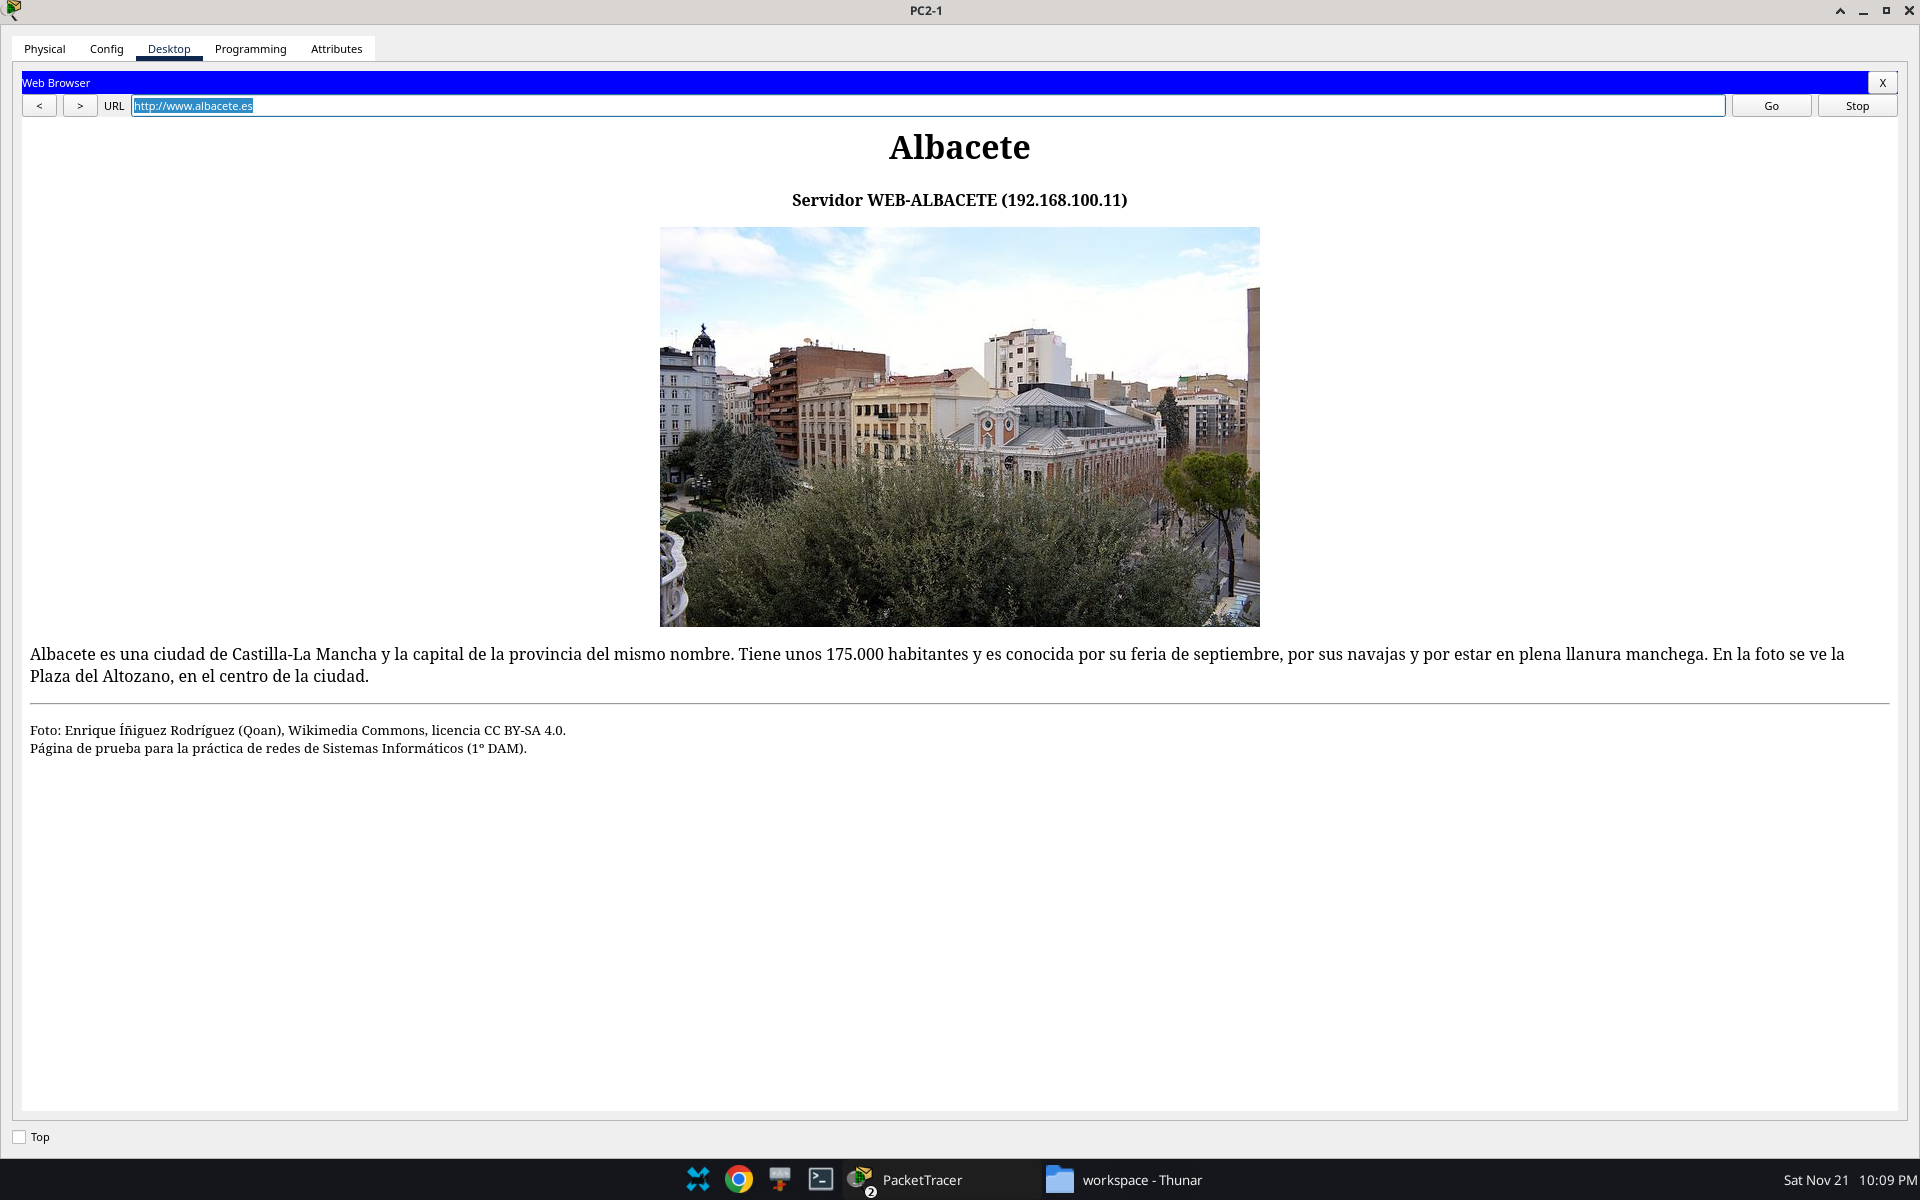 PC2-1
Physical Config Desktop Programming Attributes
Web Browser X
< > URL http://www.albacete.es Go Stop
Albacete
Servidor WEB-ALBACETE (192.168.100.11)
Albacete es una ciudad de Castilla-La Mancha y la capital de la provincia del mismo nombre. Tiene unos 175.000 habitantes y es conocida por su feria de septiembre, por sus navajas y por estar en plena llanura manchega. En la foto se ve la
Plaza del Altozano, en el centro de la ciudad.
Foto: Enrique Íñiguez Rodríguez (Qoan), Wikimedia Commons, licencia CC BY-SA 4.0.
Página de prueba para la práctica de redes de Sistemas Informáticos (1º DAM).
Top
2 PacketTracer workspace - Thunar Sat Nov 21 10:09 PM